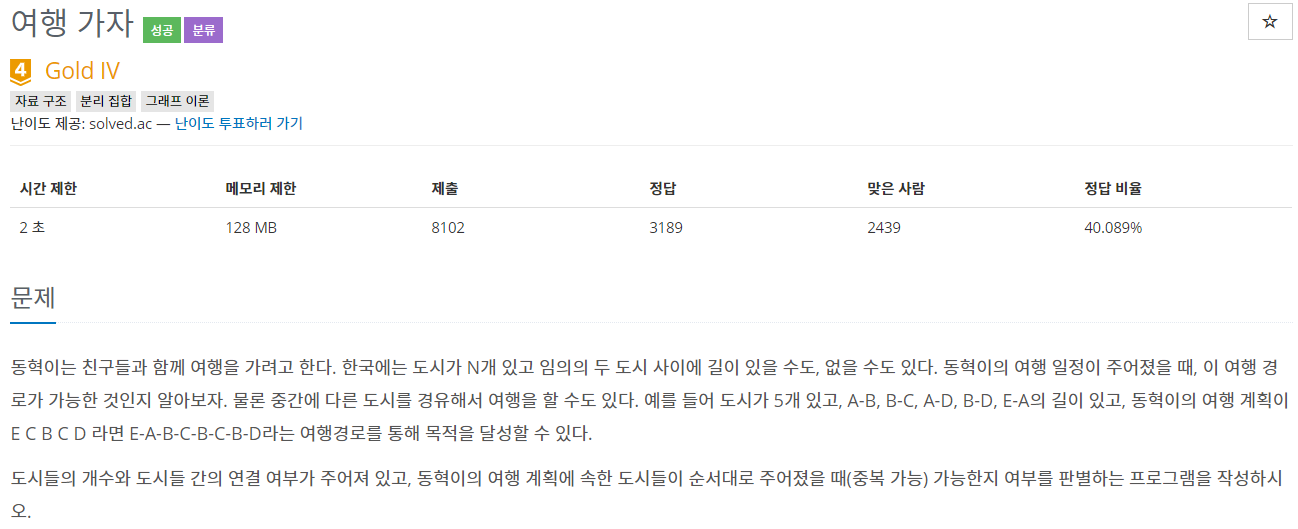 여행 가자 성공 분류
☆
4 Gold IV
자료 구조 분리 집합 그래프 이론
난이도 제공: solved.ac — 난이도 투표하러 가기
시간 제한 메모리 제한 제출 정답 맞은 사람 정답 비율
2 초 128 MB 8102 3189 2439 40.089%
문제
동혁이는 친구들과 함께 여행을 가려고 한다. 한국에는 도시가 N개 있고 임의의 두 도시 사이에 길이 있을 수도, 없을 수도 있다. 동혁이의 여행 일정이 주어졌을 때, 이 여행 경
로가 가능한 것인지 알아보자. 물론 중간에 다른 도시를 경유해서 여행을 할 수도 있다. 예를 들어 도시가 5개 있고, A-B, B-C, A-D, B-D, E-A의 길이 있고, 동혁이의 여행 계획이
E C B C D 라면 E-A-B-C-B-C-B-D라는 여행경로를 통해 목적을 달성할 수 있다.
도시들의 개수와 도시들 간의 연결 여부가 주어져 있고, 동혁이의 여행 계획에 속한 도시들이 순서대로 주어졌을 때(중복 가능) 가능한지 여부를 판별하는 프로그램을 작성하시
오.